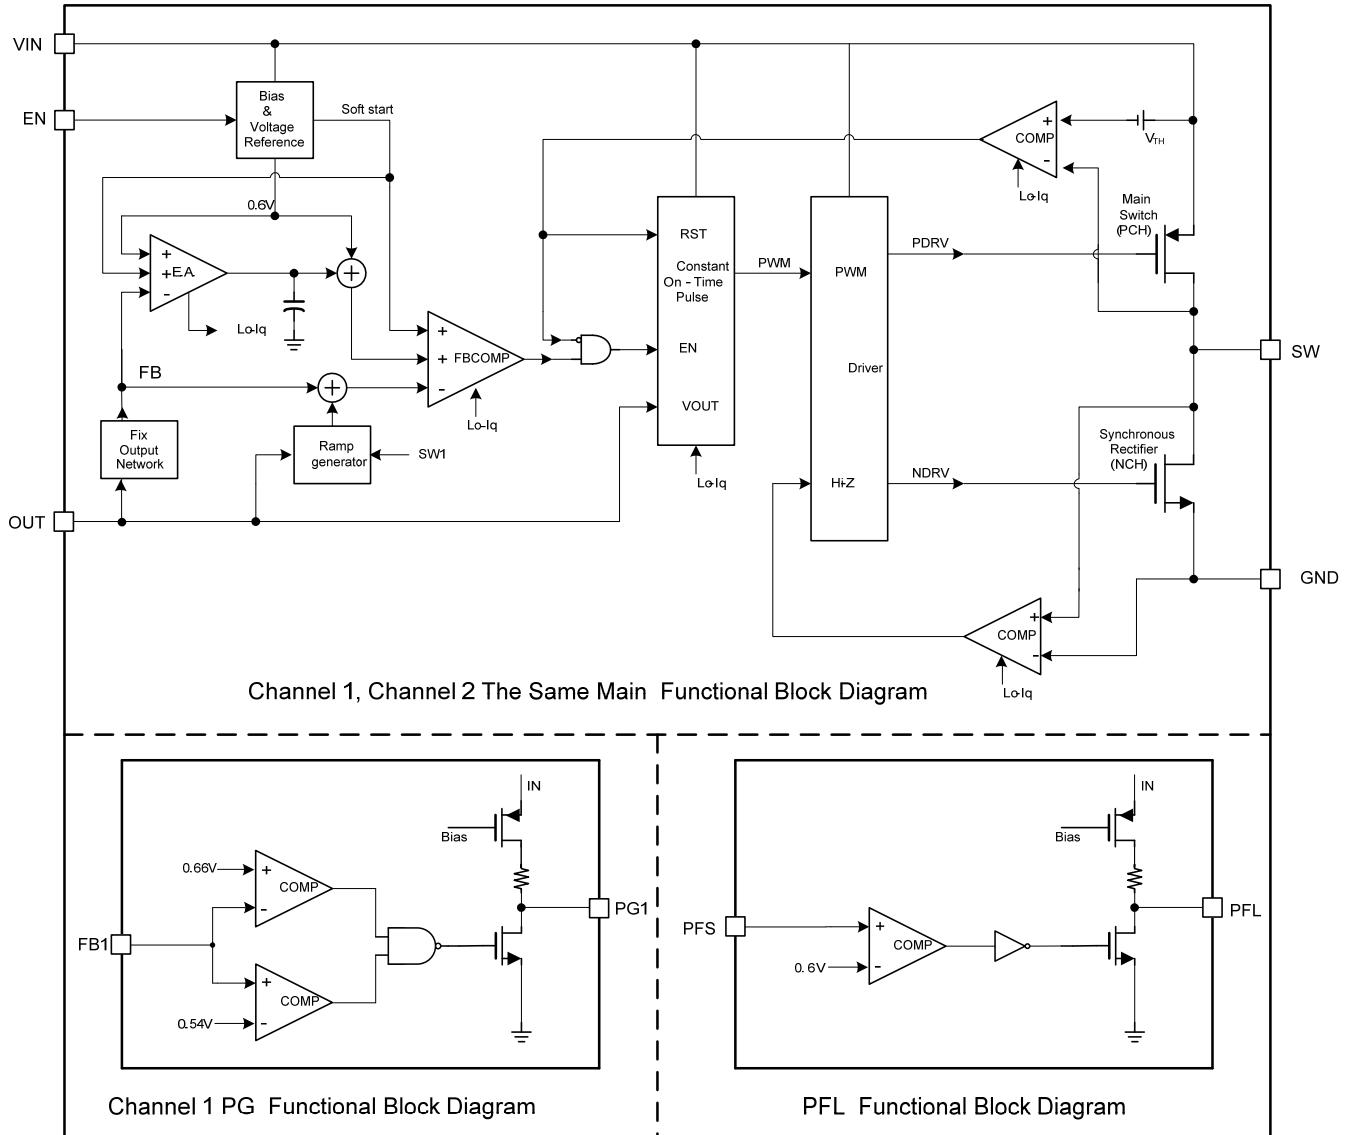 VIN
EN
Bias
&
Voltage
Reference
Soft start
0.6V
+
+
-
E.A.
Lo-Iq
+
FB
+
Fix
Output
Network
Ramp
generator
SW1
OUT
+
+
-
FBCOMP
Lo-Iq
RST
Constant
On - Time
Pulse
EN
VOUT
Lo-Iq
PWM
PWM
Driver
Hi-Z
PDRV
NDRV
+
COMP
-
Lo-Iq
VTH
Main
Switch
(PCH)
SW
Synchronous
Rectifier
(NCH)
GND
+
COMP
-
Lo-Iq
Channel 1, Channel 2 The Same Main Functional Block Diagram
IN
Bias
0.66V
+
COMP
-
FB1
+
COMP
-
0.54V
PG1
Channel 1 PG Functional Block Diagram
IN
Bias
PFS
+
COMP
-
0.6V
PFL
PFL Functional Block Diagram